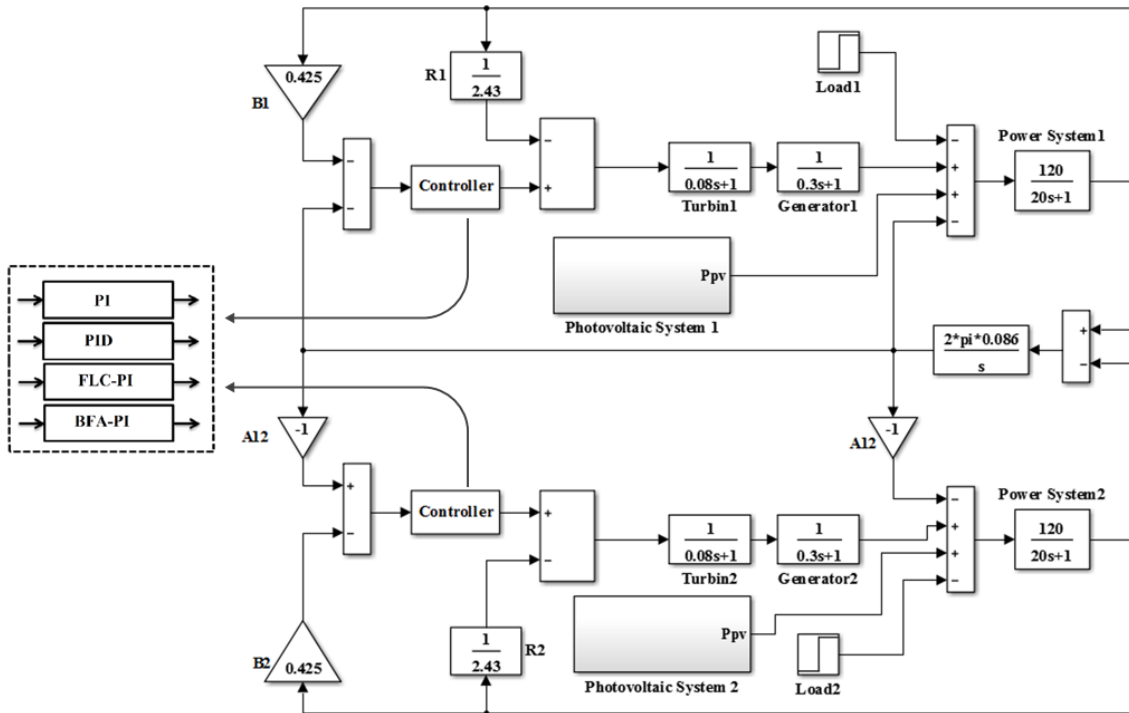 0.425
B1
R1
1
2.43
Load1
Controller
1
0.08s+1
Turbin1
1
0.3s+1
Generator1
Power System1
120
20s+1
-
-
-
+
-
+
+
-
Ppv
Photovoltaic System 1
PI
PID
FLC-PI
BFA-PI
2*pi*0.086
s
+
-
A12
-1
A12
-1
+
-
Controller
+
-
1
0.08s+1
Turbin2
1
0.3s+1
Generator2
-
+
+
-
Power System2
120
20s+1
B2
0.425
1
2.43
R2
Ppv
Photovoltaic System 2
Load2